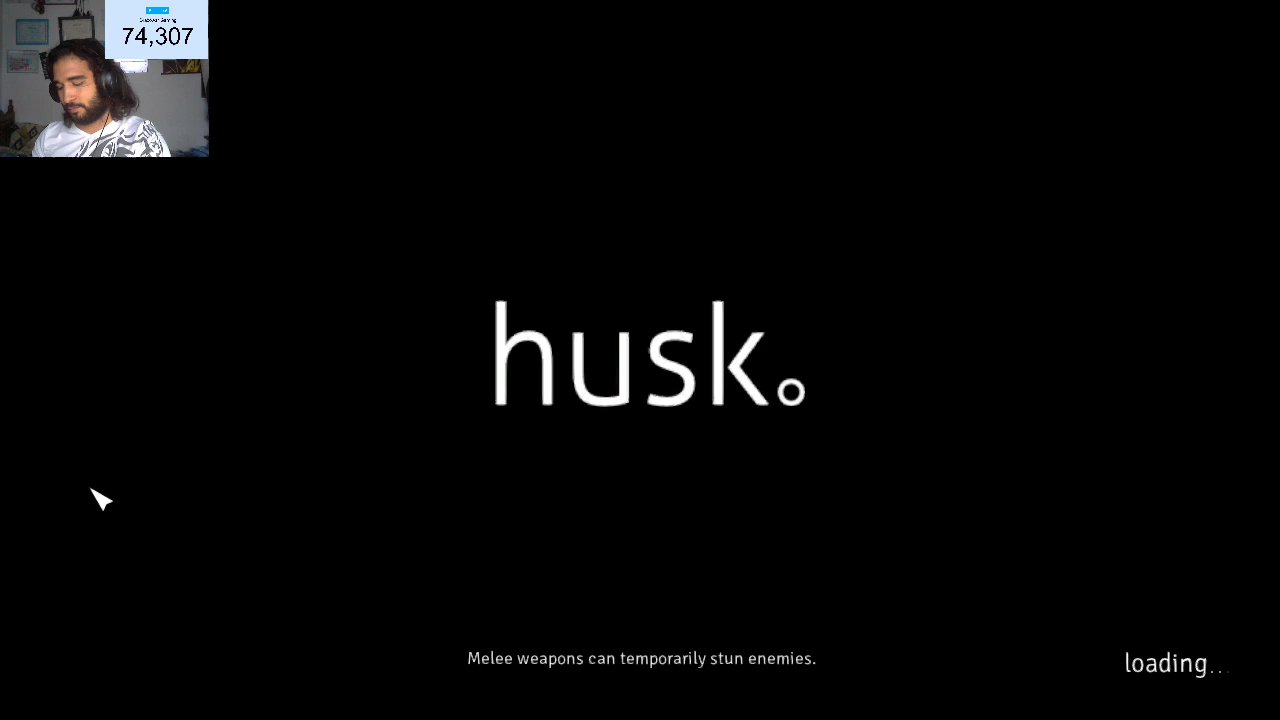 74,307
husk.
Melee weapons can temporarily stun enemies.
loading...